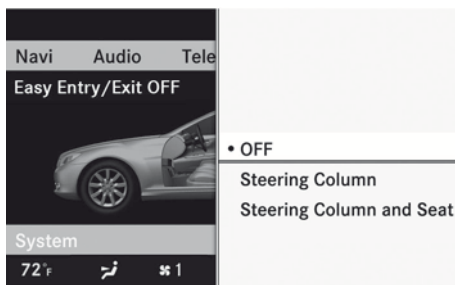 Navi Audio Tele
Easy Entry/Exit OFF
• OFF
Steering Column
Steering Column and Seat
System
72°F 1